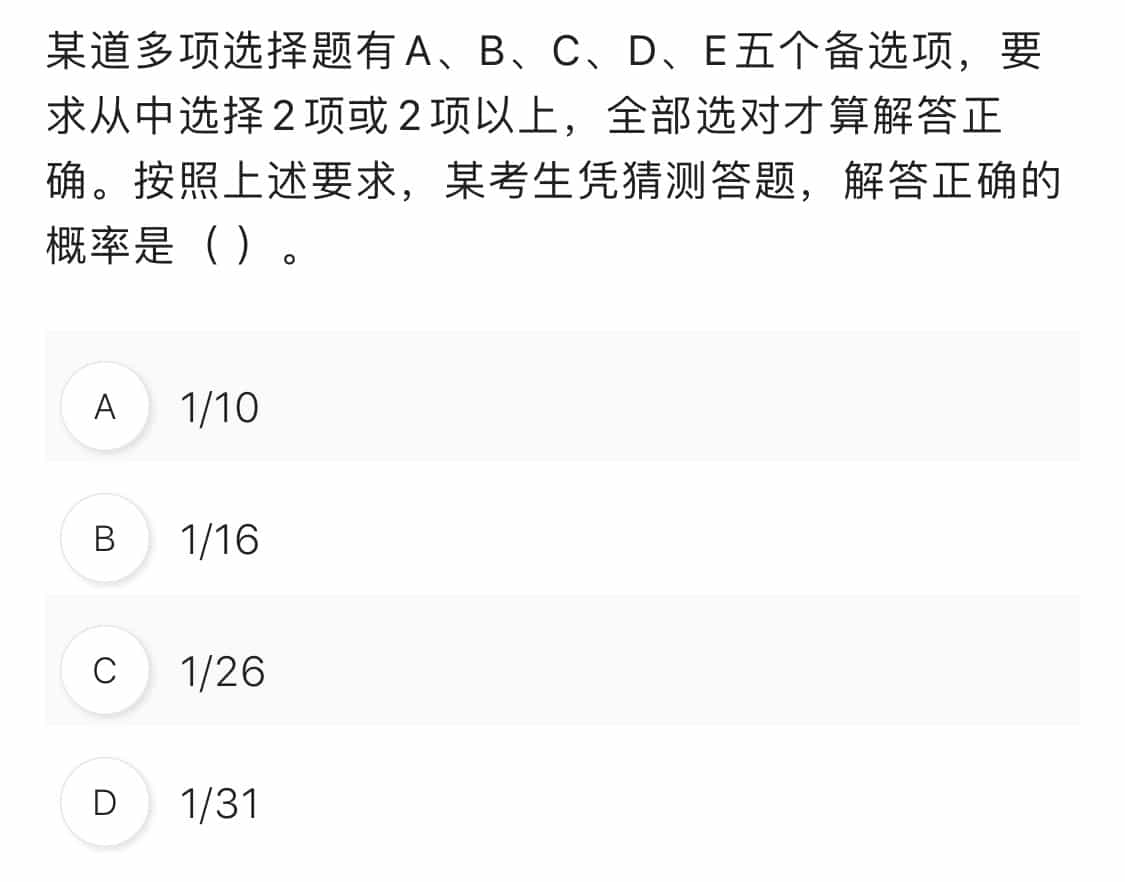 某道多项选择题有A、B、C、D、E五个备选项，要
求从中选择2项或2项以上，全部选对才算解答正
确。按照上述要求，某考生凭猜测答题，解答正确的
概率是（）。
A 1/10
B 1/16
C 1/26
D 1/31